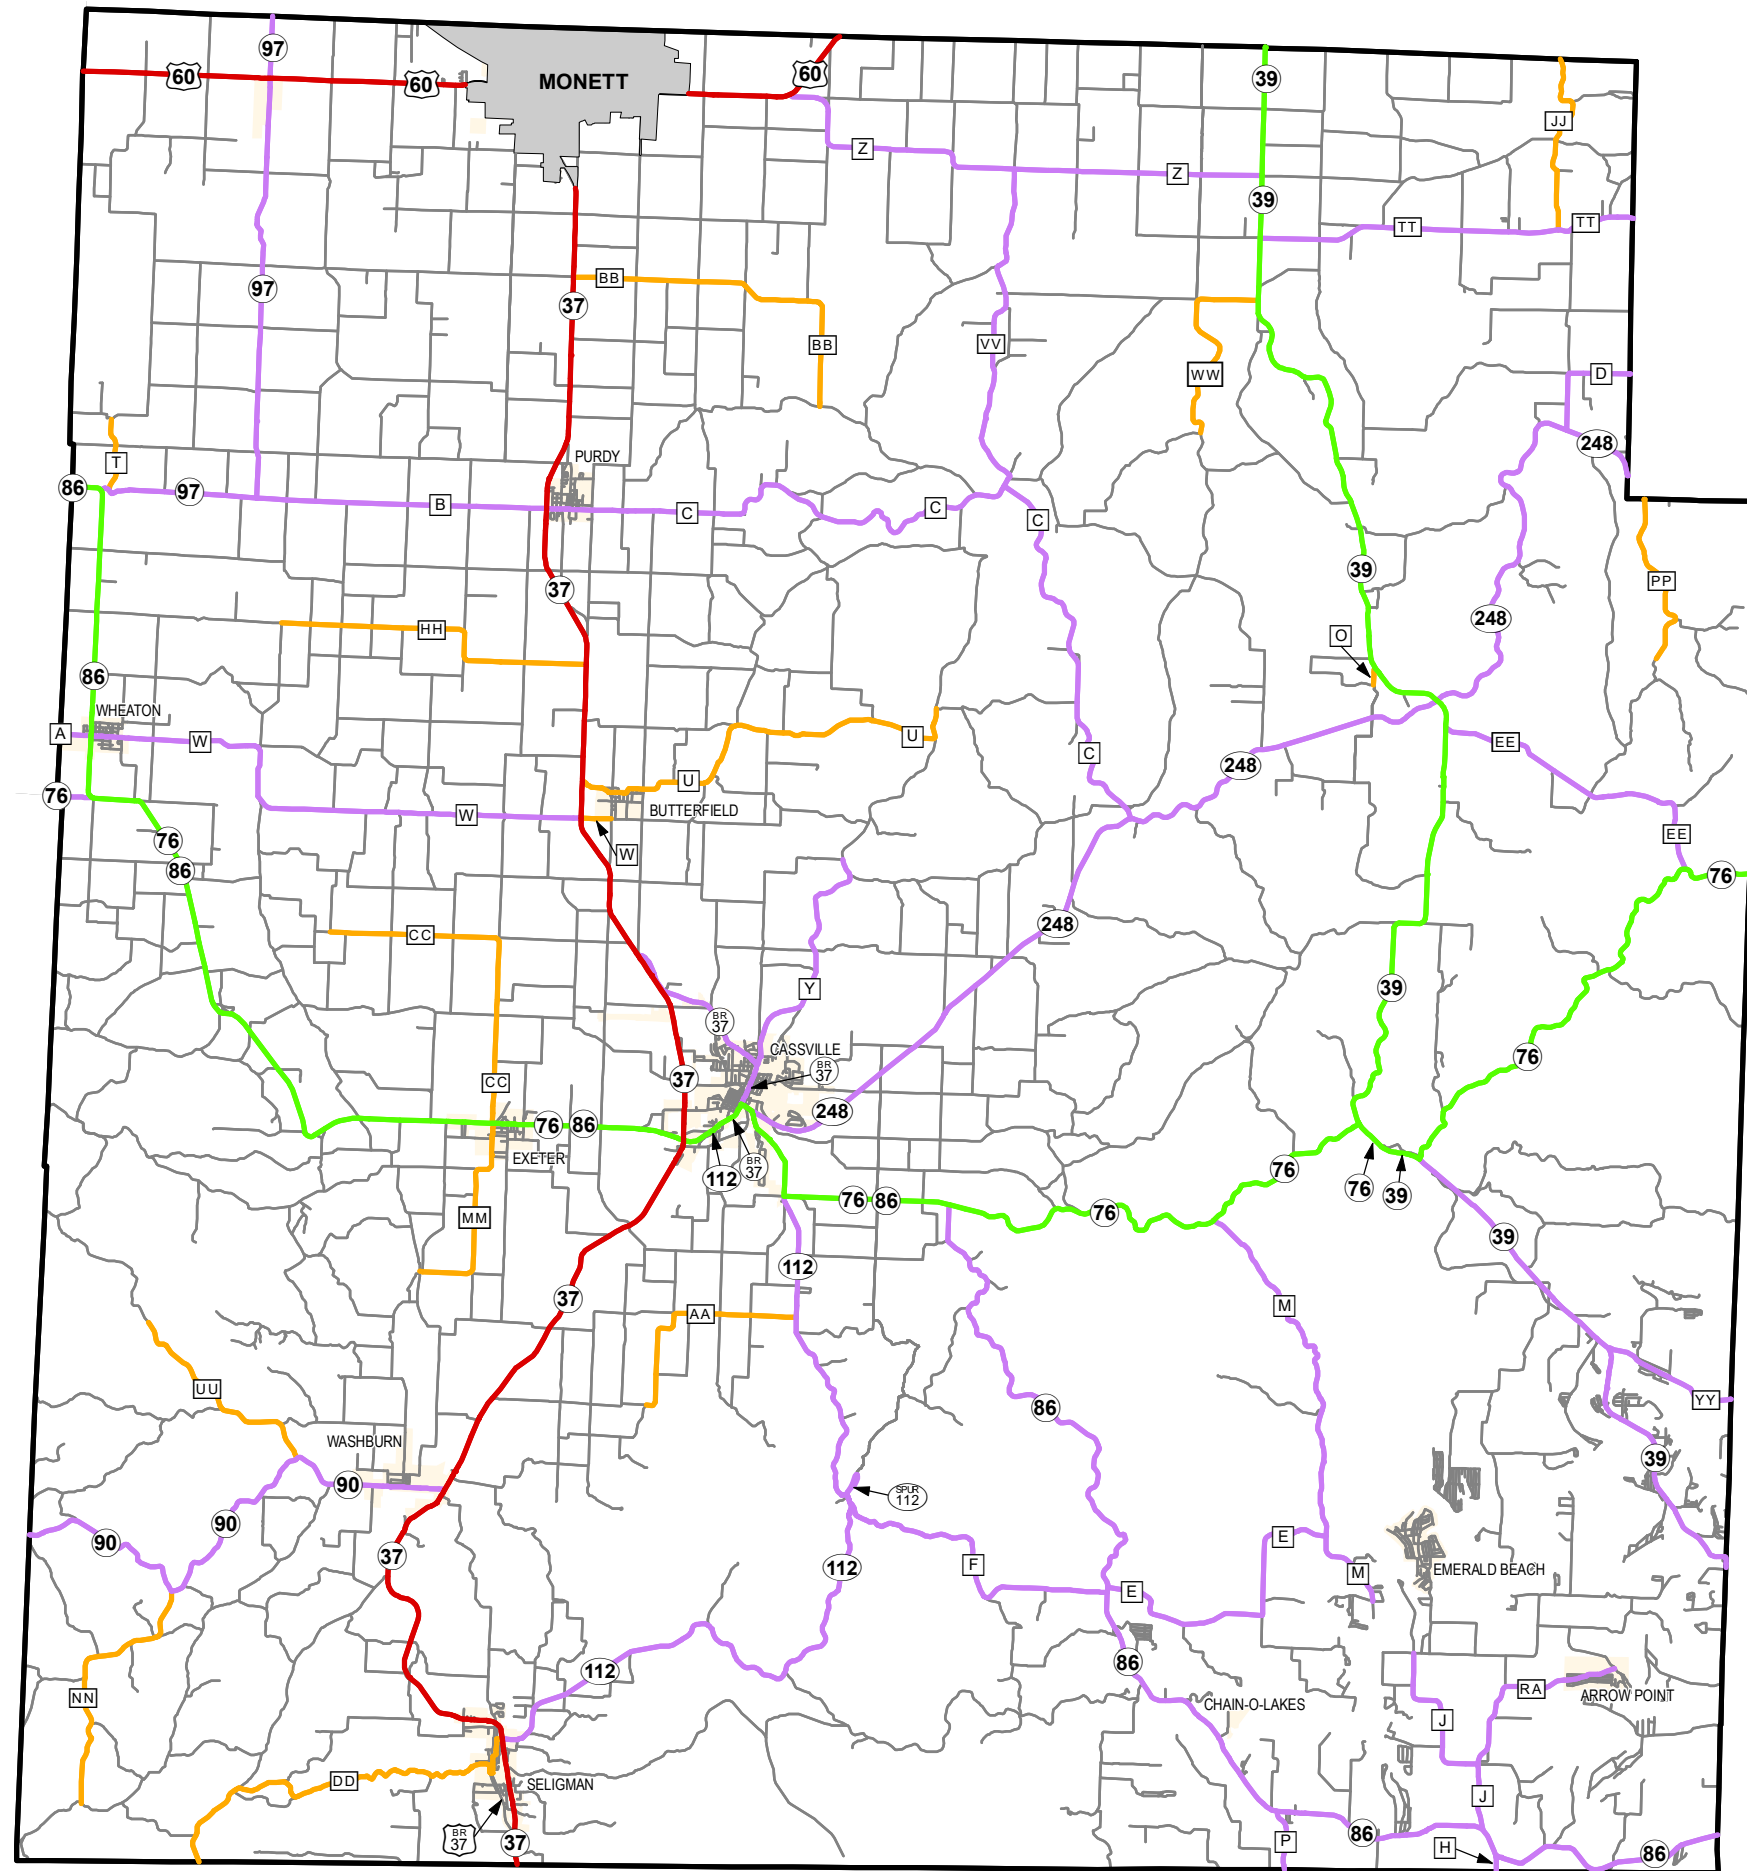 97
60
60
MONETT
60
39
JJ
Z
Z
39
TT
TT
97
BB
37
BB
VV
WW
D
248
PURDY
T
86
97
B
C
C
C
39
PP
37
248
HH
O
86
WHEATON
A
W
U
U
C
248
EE
76
W
BUTTERFIELD
76
W
EE
86
76
CC
248
Y
39
BR
37
CASSVILLE
76
BR
37
CC
37
248
76
86
EXETER
BR
37
112
76
76
39
76
86
76
MM
39
112
37
M
AA
UU
YY
86
WASHBURN
39
90
SPUR
112
90
90
E
37
112
F
M
EMERALD BEACH
E
86
112
RA
NN
ARROW POINT
CHAIN-O-LAKES
J
DD
SELIGMAN
J
BR
37
37
86
P
H
86